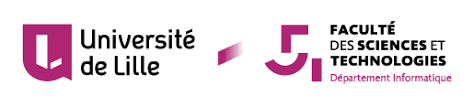 Université
de Lille
FACULTÉ
DES SCIENCES ET
TECHNOLOGIES
Département Informatique